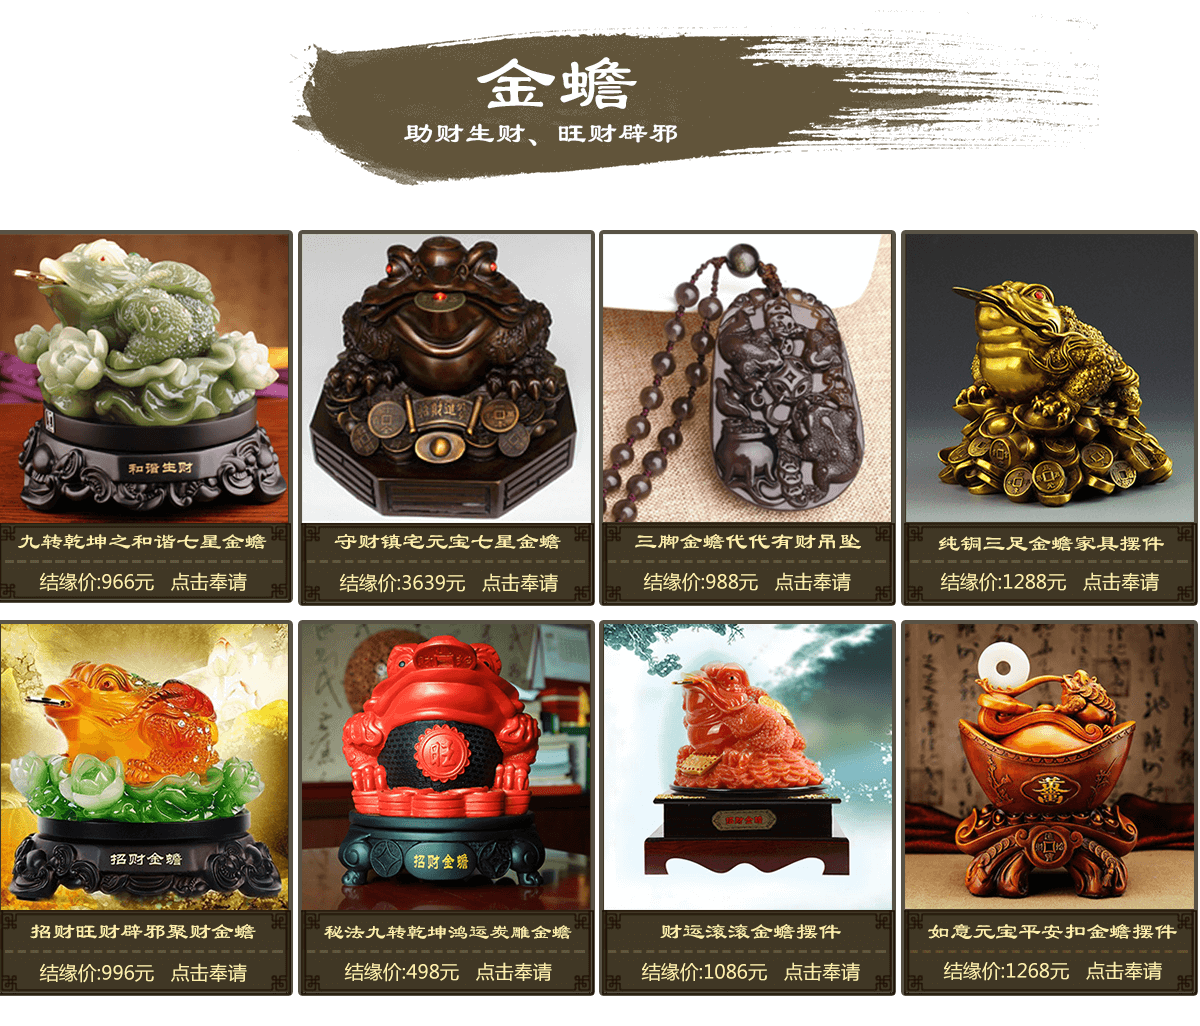 金蟾
助财生财、旺财辟邪
和谐生财
招財進寶
九转乾坤之和谐七星金蟾
结缘价:966元 点击奉请
守财镇宅元宝七星金蟾
结缘价:3639元 点击奉请
三脚金蟾代代有财吊坠
结缘价:988元 点击奉请
纯铜三足金蟾家具摆件
结缘价:1288元 点击奉请
招财金蟾
旺
招财金蟾
招财金蟾
萬
招财旺财辟邪聚财金蟾
结缘价:996元 点击奉请
秘法九转乾坤鸿运炭雕金蟾
结缘价:498元 点击奉请
财运滚滚金蟾摆件
结缘价:1086元 点击奉请
如意元宝平安扣金蟾摆件
结缘价:1268元 点击奉请